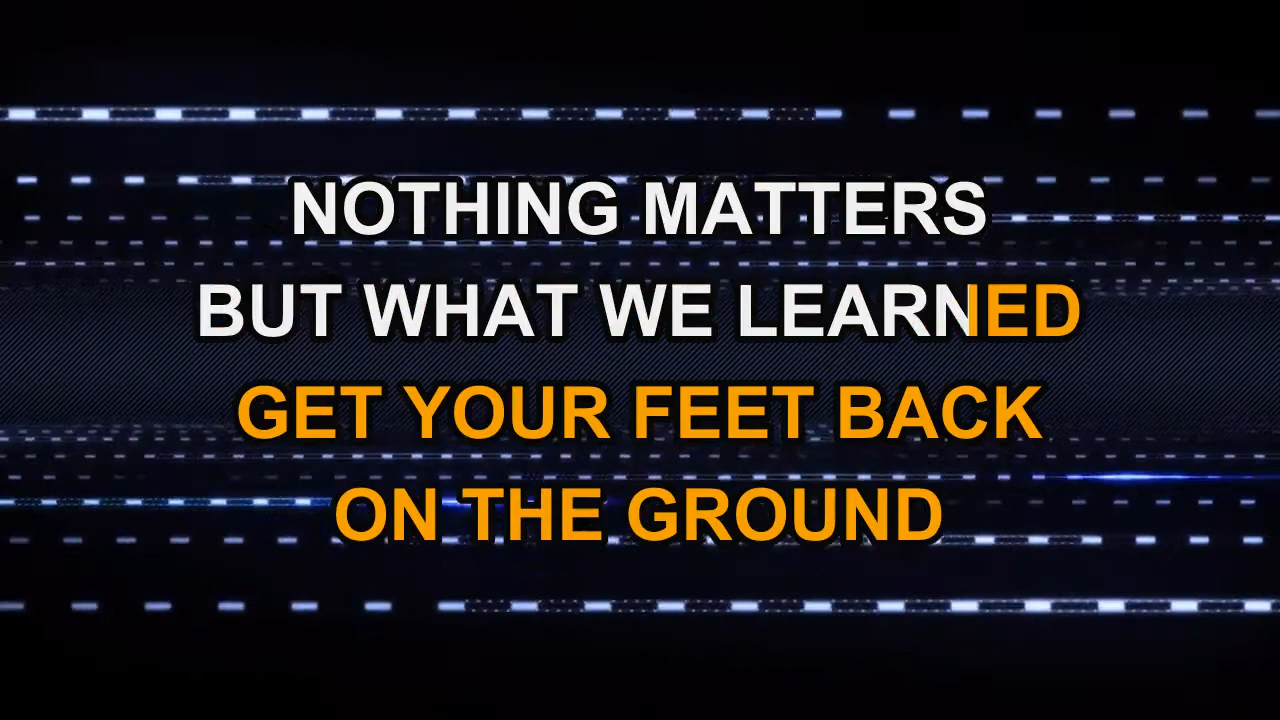 NOTHING MATTERS
BUT WHAT WE LEARNED
GET YOUR FEET BACK
ON THE GROUND